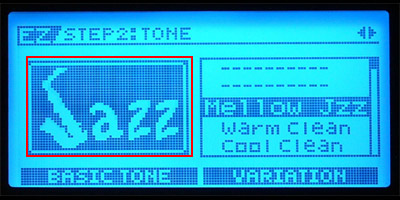 EZ/STEP2:TONE
Jazz
----------
----------
Mellow Jzz
Warm Clean
Cool Clean
BASIC TONE
VARIATION